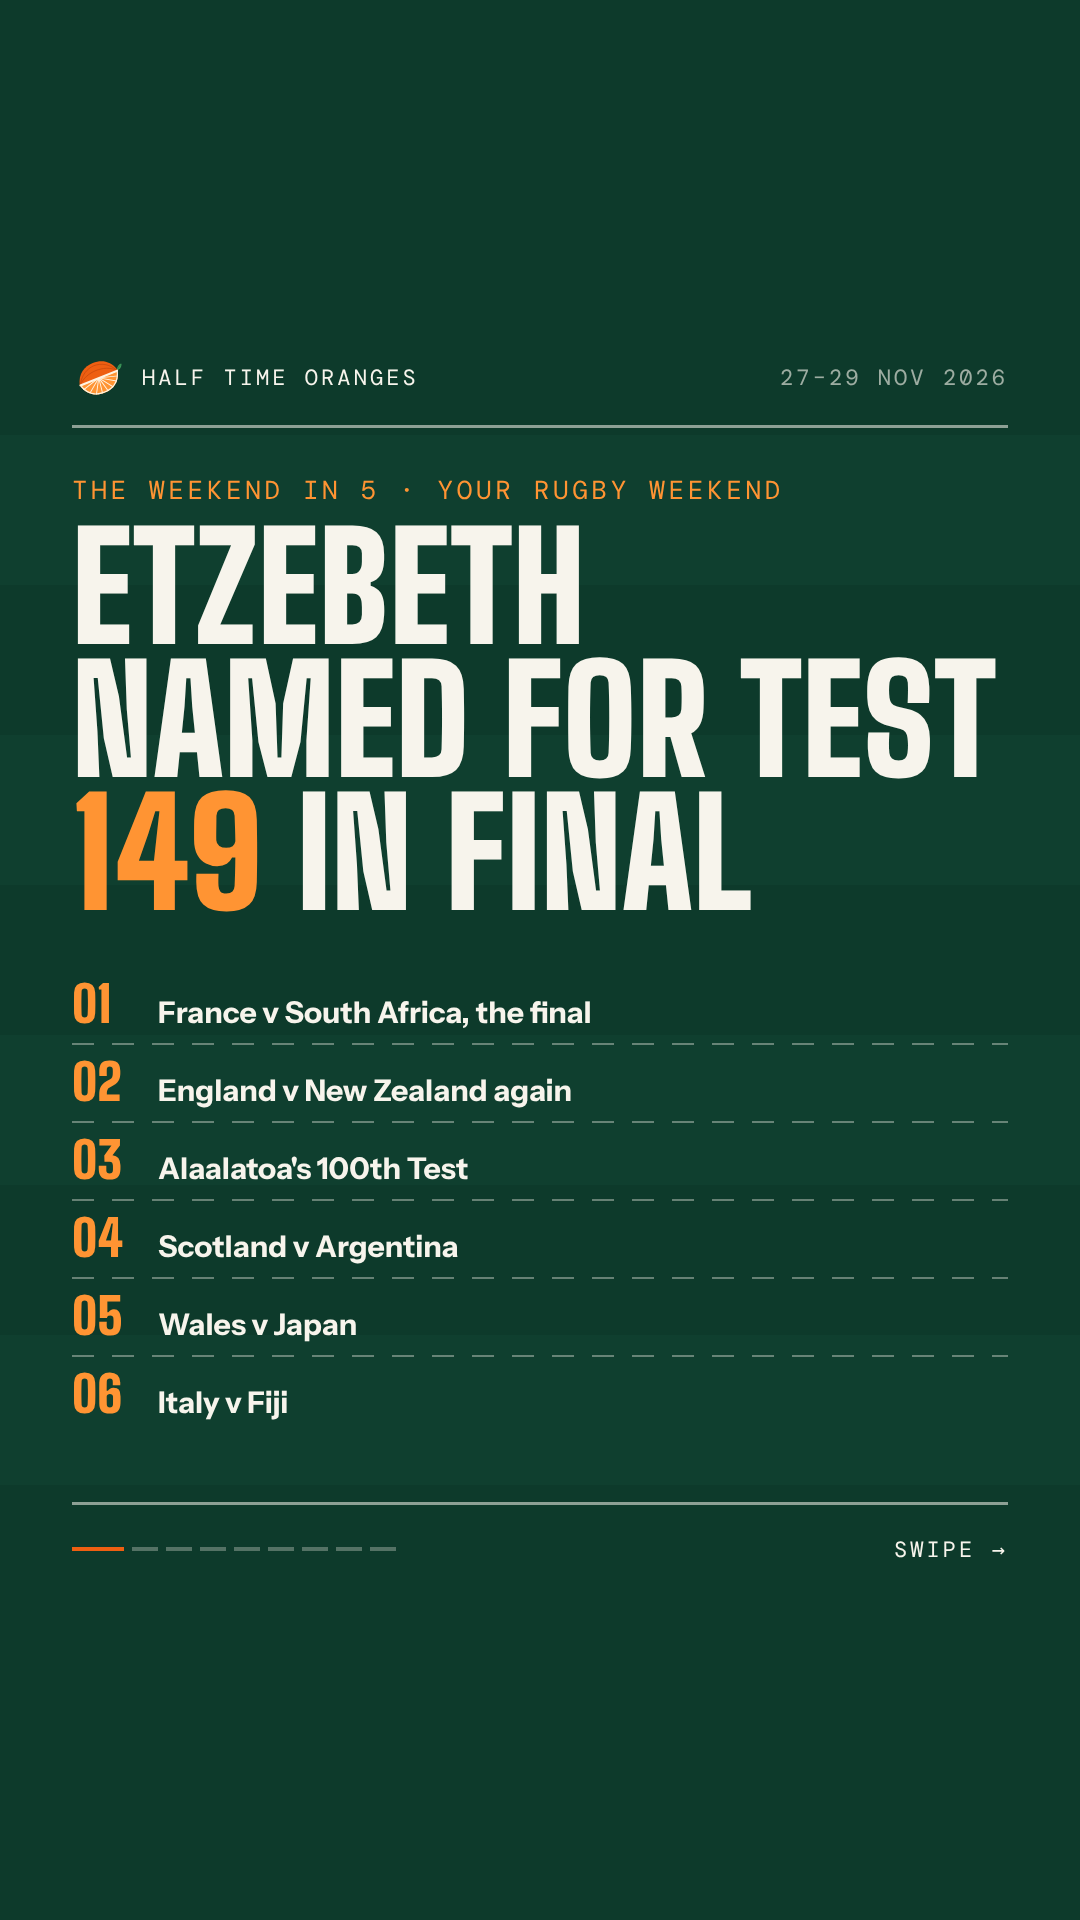 HALF TIME ORANGES
27–29 NOV 2026
THE WEEKEND IN 5 · YOUR RUGBY WEEKEND
ETZEBETH
NAMED FOR TEST
149 IN FINAL
01 France v South Africa, the final
02 England v New Zealand again
03 Alaalatoa's 100th Test
04 Scotland v Argentina
05 Wales v Japan
06 Italy v Fiji
SWIPE →